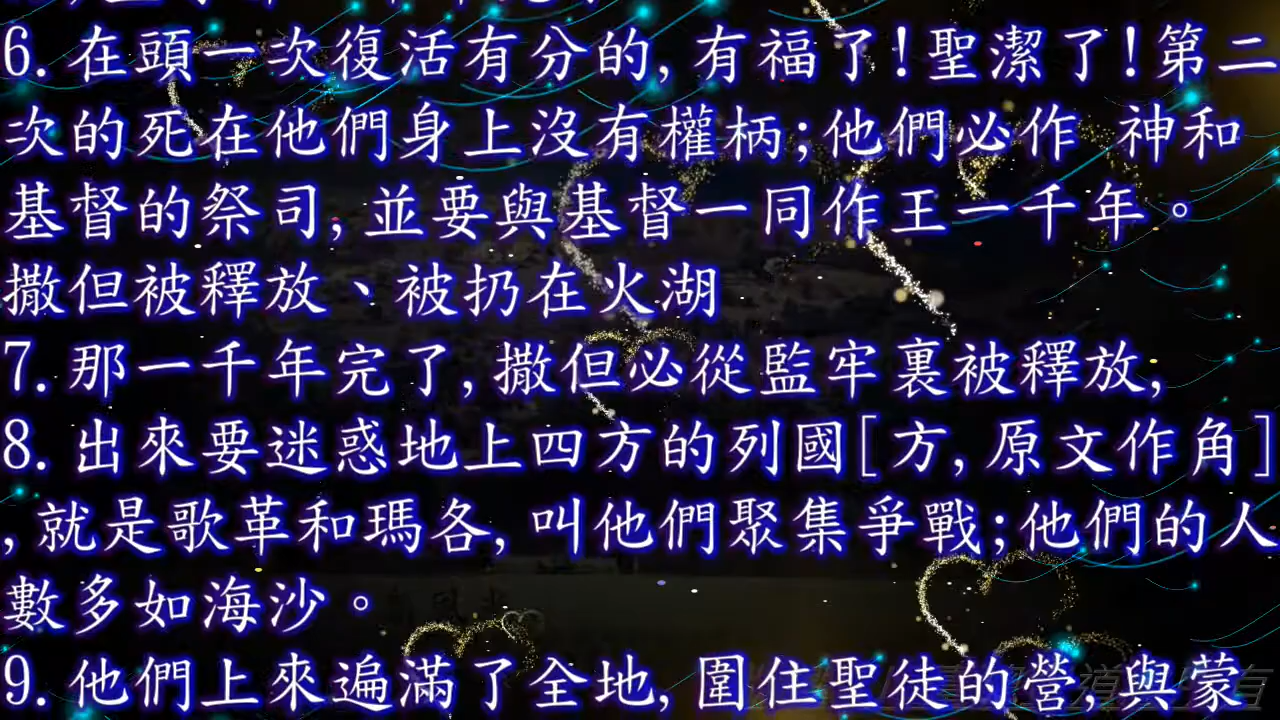 6.在頭一次復活有分的,有福了!聖潔了!第二
次的死在他們身上沒有權柄;他們必作 神和
基督的祭司,並要與基督一同作王一千年。
撒但被釋放、被扔在火湖
7.那一千年完了,撒但必從監牢裏被釋放,
8.出來要迷惑地上四方的列國[方,原文作角]
,就是歌革和瑪各,叫他們聚集爭戰;他們的人
數多如海沙。
9.他們上來遍滿了全地,圍住聖徒的營,與蒙